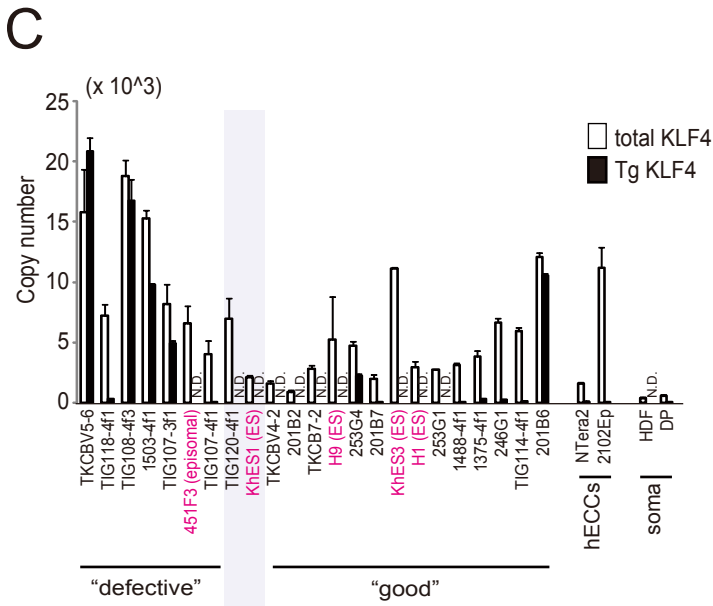 C
(x 10^3)
25
20
15
10
5
0
Copy number
total KLF4
Tg KLF4
N.D.
N.D.
N.D.
N.D.
N.D.
N.D.
N.D.
N.D.
N.D.
N.D.
N.D.
TKCBV5-6
TIG118-4f1
TIG108-4f3
1503-4f1
TIG107-3f1
451F3 (episomal)
TIG107-4f1
TIG120-4f1
KhES1 (ES)
TKCBV4-2
201B2
TKCB7-2
H9 (ES)
253G4
201B7
KhES3 (ES)
H1 (ES)
253G1
1488-4f1
1375-4f1
246G1
TIG114-4f1
201B6
NTera2
2102Ep
HDF
DP
hECCs
soma
“defective”
“good”